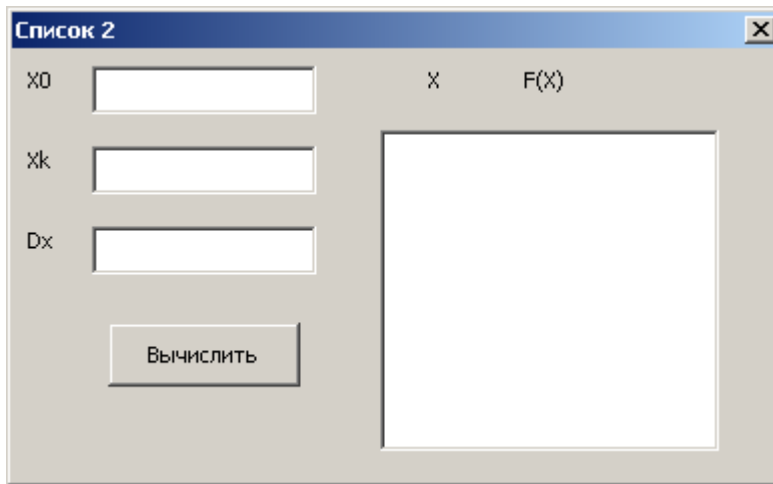 Список 2
X0
X F(X)
Xk
Dx
Вычислить